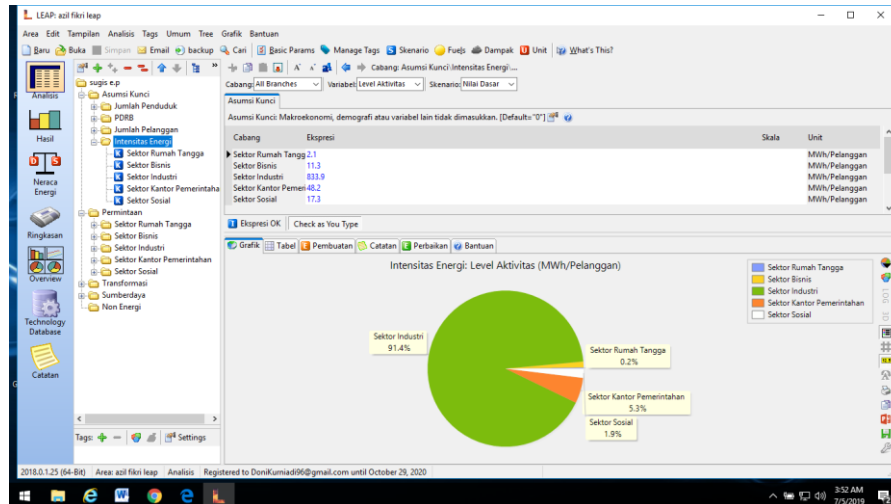 LEAP: azil fikri leap
Area Edit Tampilan Analisis Tags Umum Tree Grafik Bantuan
Baru Buka Simpan Email backup Cari Basic Params Manage Tags Skenario Fuels Dampak Unit What's This?
Cabang: Asumsi Kunci\Intensitas Energi\...
Cabang: All Branches Variabel: Level Aktivitas Skenario: Nilai Dasar
Analisis
Hasil
Neraca Energi
Ringkasan
Overview
Technology Database
Catatan
sugis e.p
Asumsi Kunci
Jumlah Penduduk
PDRB
Jumlah Pelanggan
Intensitas Energi
Sektor Rumah Tangga
Sektor Bisnis
Sektor Industri
Sektor Kantor Pemerintaha
Sektor Sosial
Permintaan
Sektor Rumah Tangga
Sektor Bisnis
Sektor Industri
Sektor Kantor Pemerintahan
Sektor Sosial
Transformasi
Sumberdaya
Non Energi
Tags: Settings
Asumsi Kunci
Asumsi Kunci: Makroekonomi, demografi atau variabel lain tidak dimasukkan. [Default="0"]
Cabang Ekspresi Skala Unit
Sektor Rumah Tangg 2.1 MWh/Pelanggan
Sektor Bisnis 11.3 MWh/Pelanggan
Sektor Industri 833.9 MWh/Pelanggan
Sektor Kantor Pemeri 48.2 MWh/Pelanggan
Sektor Sosial 17.3 MWh/Pelanggan
Ekspresi OK Check as You Type
Grafik Tabel Pembuatan Catatan Perbaikan Bantuan
Intensitas Energi: Level Aktivitas (MWh/Pelanggan)
Sektor Rumah Tangga
Sektor Bisnis
Sektor Industri
Sektor Kantor Pemerintahan
Sektor Sosial
Sektor Industri
91.4%
Sektor Rumah Tangga
0.2%
Sektor Kantor Pemerintahan
5.3%
Sektor Sosial
1.9%
LOG
3D
2018.0.1.25 (64-Bit) Area: azil fikri leap Analisis Registered to DoniKurniadi96@gmail.com until October 29, 2020
3:52 AM
7/5/2019